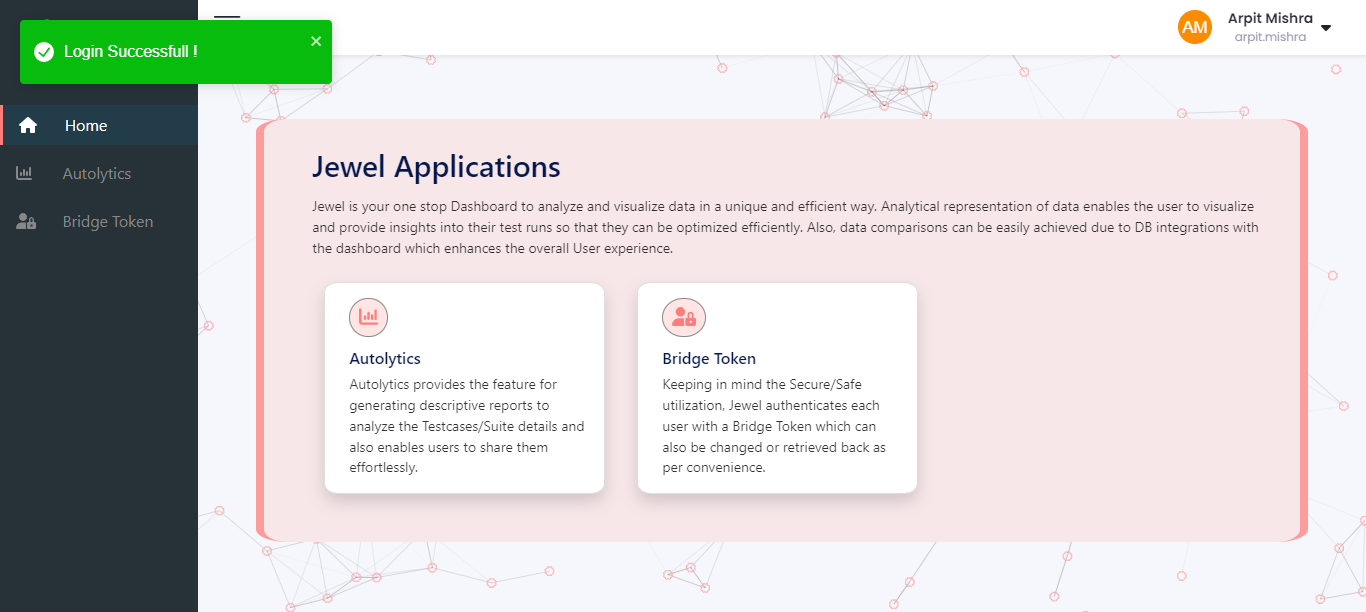 Login Successfull !
AM
Arpit Mishra
arpit.mishra
Home
Autolytics
Bridge Token
Jewel Applications
Jewel is your one stop Dashboard to analyze and visualize data in a unique and efficient way. Analytical representation of data enables the user to visualize
and provide insights into their test runs so that they can be optimized efficiently. Also, data comparisons can be easily achieved due to DB integrations with
the dashboard which enhances the overall User experience.
Autolytics
Autolytics provides the feature for
generating descriptive reports to
analyze the Testcases/Suite details and
also enables users to share them
effortlessly.
Bridge Token
Keeping in mind the Secure/Safe
utilization, Jewel authenticates each
user with a Bridge Token which can
also be changed or retrieved back as
per convenience.